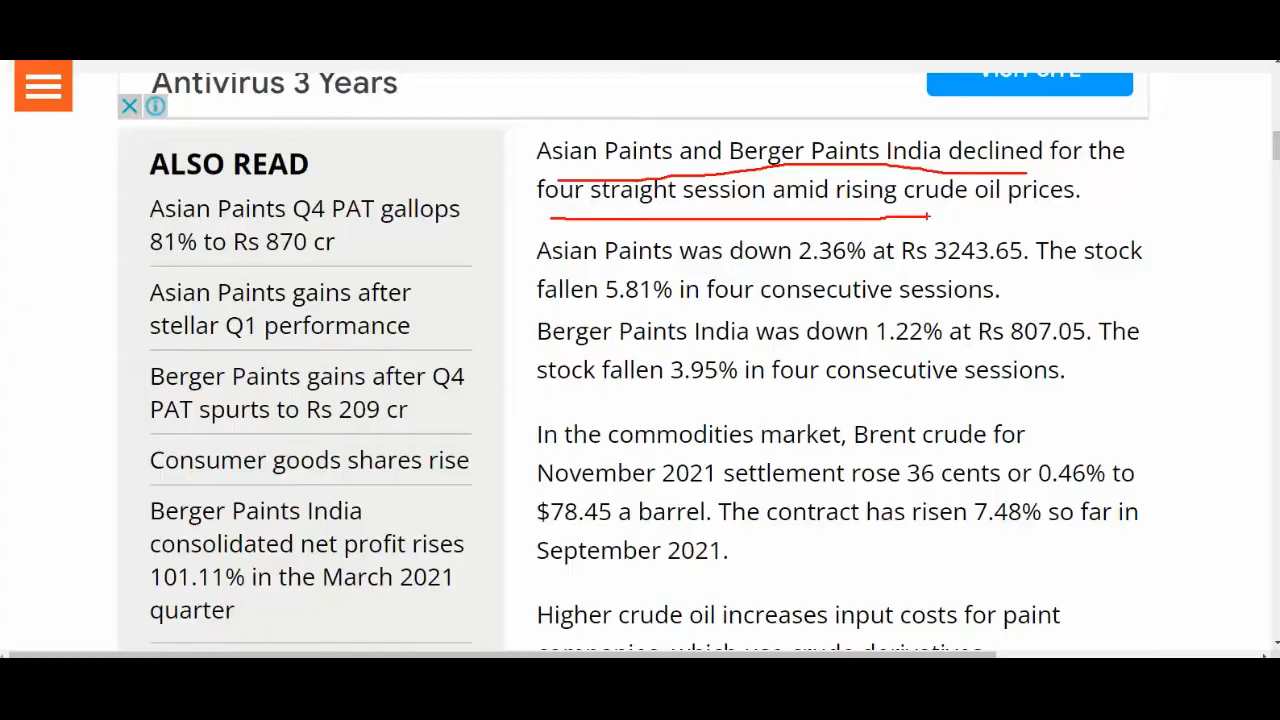 Antivirus 3 Years
VISIT SITE
ALSO READ
Asian Paints Q4 PAT gallops
81% to Rs 870 cr
Asian Paints gains after
stellar Q1 performance
Berger Paints gains after Q4
PAT spurts to Rs 209 cr
Consumer goods shares rise
Berger Paints India
consolidated net profit rises
101.11% in the March 2021
quarter
Asian Paints and Berger Paints India declined for the
four straight session amid rising crude oil prices.
Asian Paints was down 2.36% at Rs 3243.65. The stock
fallen 5.81% in four consecutive sessions.
Berger Paints India was down 1.22% at Rs 807.05. The
stock fallen 3.95% in four consecutive sessions.
In the commodities market, Brent crude for
November 2021 settlement rose 36 cents or 0.46% to
$78.45 a barrel. The contract has risen 7.48% so far in
September 2021.
Higher crude oil increases input costs for paint
companies, which use crude derivatives